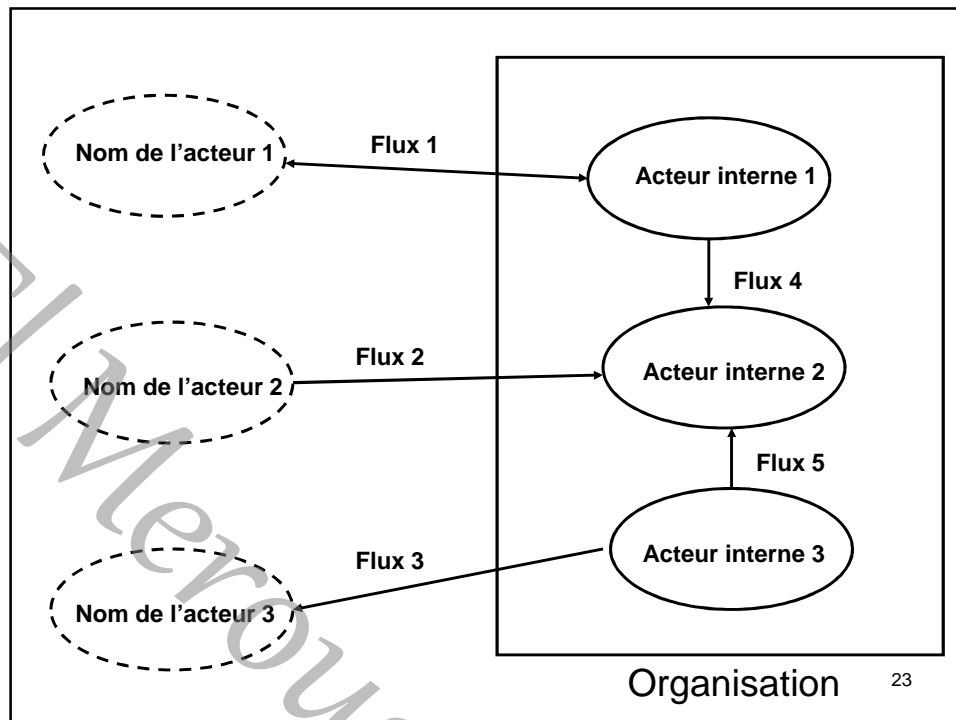 Nom de l’acteur 1
Flux 1
Acteur interne 1
Flux 4
Nom de l’acteur 2
Flux 2
Acteur interne 2
Flux 5
Nom de l’acteur 3
Flux 3
Acteur interne 3
Organisation
23